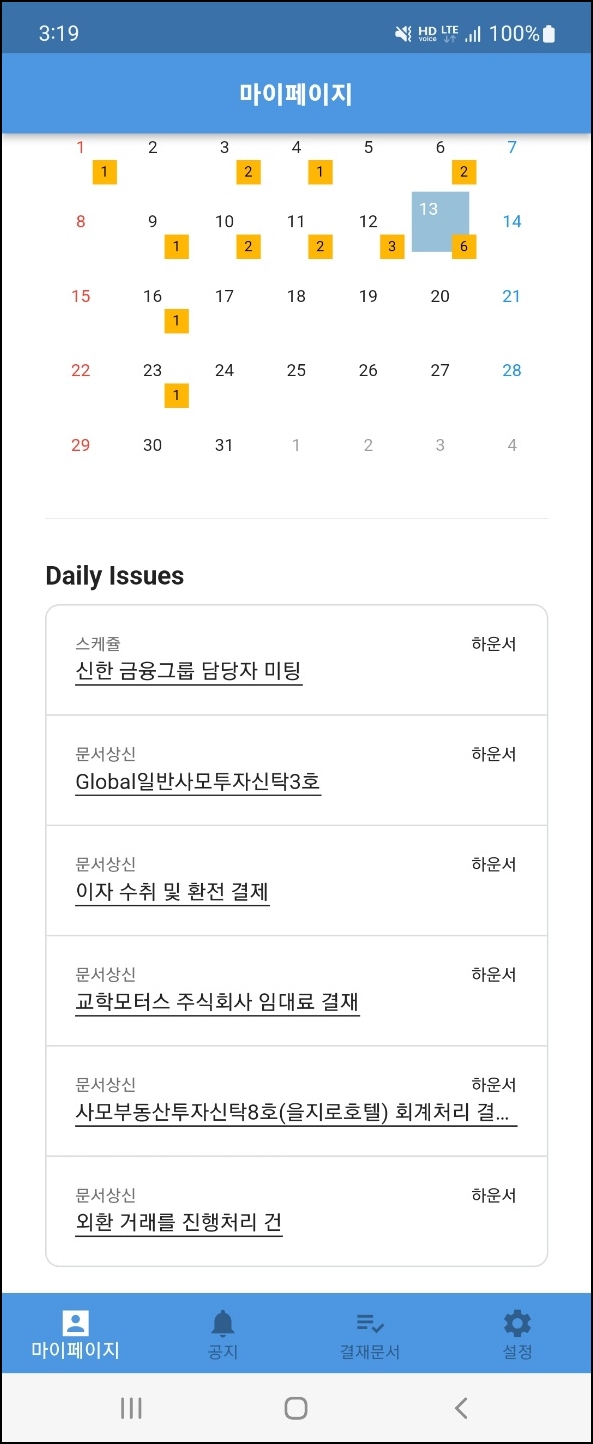 3:19 HD voice LTE 100%
마이페이지
1 2 3 4 5 6 7
1 2 1 2
8 9 10 11 12 13 14
1 2 2 3 6
15 16 17 18 19 20 21
1
22 23 24 25 26 27 28
1
29 30 31 1 2 3 4
Daily Issues
스케쥴 하운서
신한 금융그룹 담당자 미팅
문서상신 하운서
Global일반사모투자신탁3호
문서상신 하운서
이자 수취 및 환전 결제
문서상신 하운서
교학모터스 주식회사 임대료 결재
문서상신 하운서
사모부동산투자신탁8호(을지로호텔) 회계처리 결...
문서상신 하운서
외환 거래를 진행처리 건
마이페이지 공지 결재문서 설정